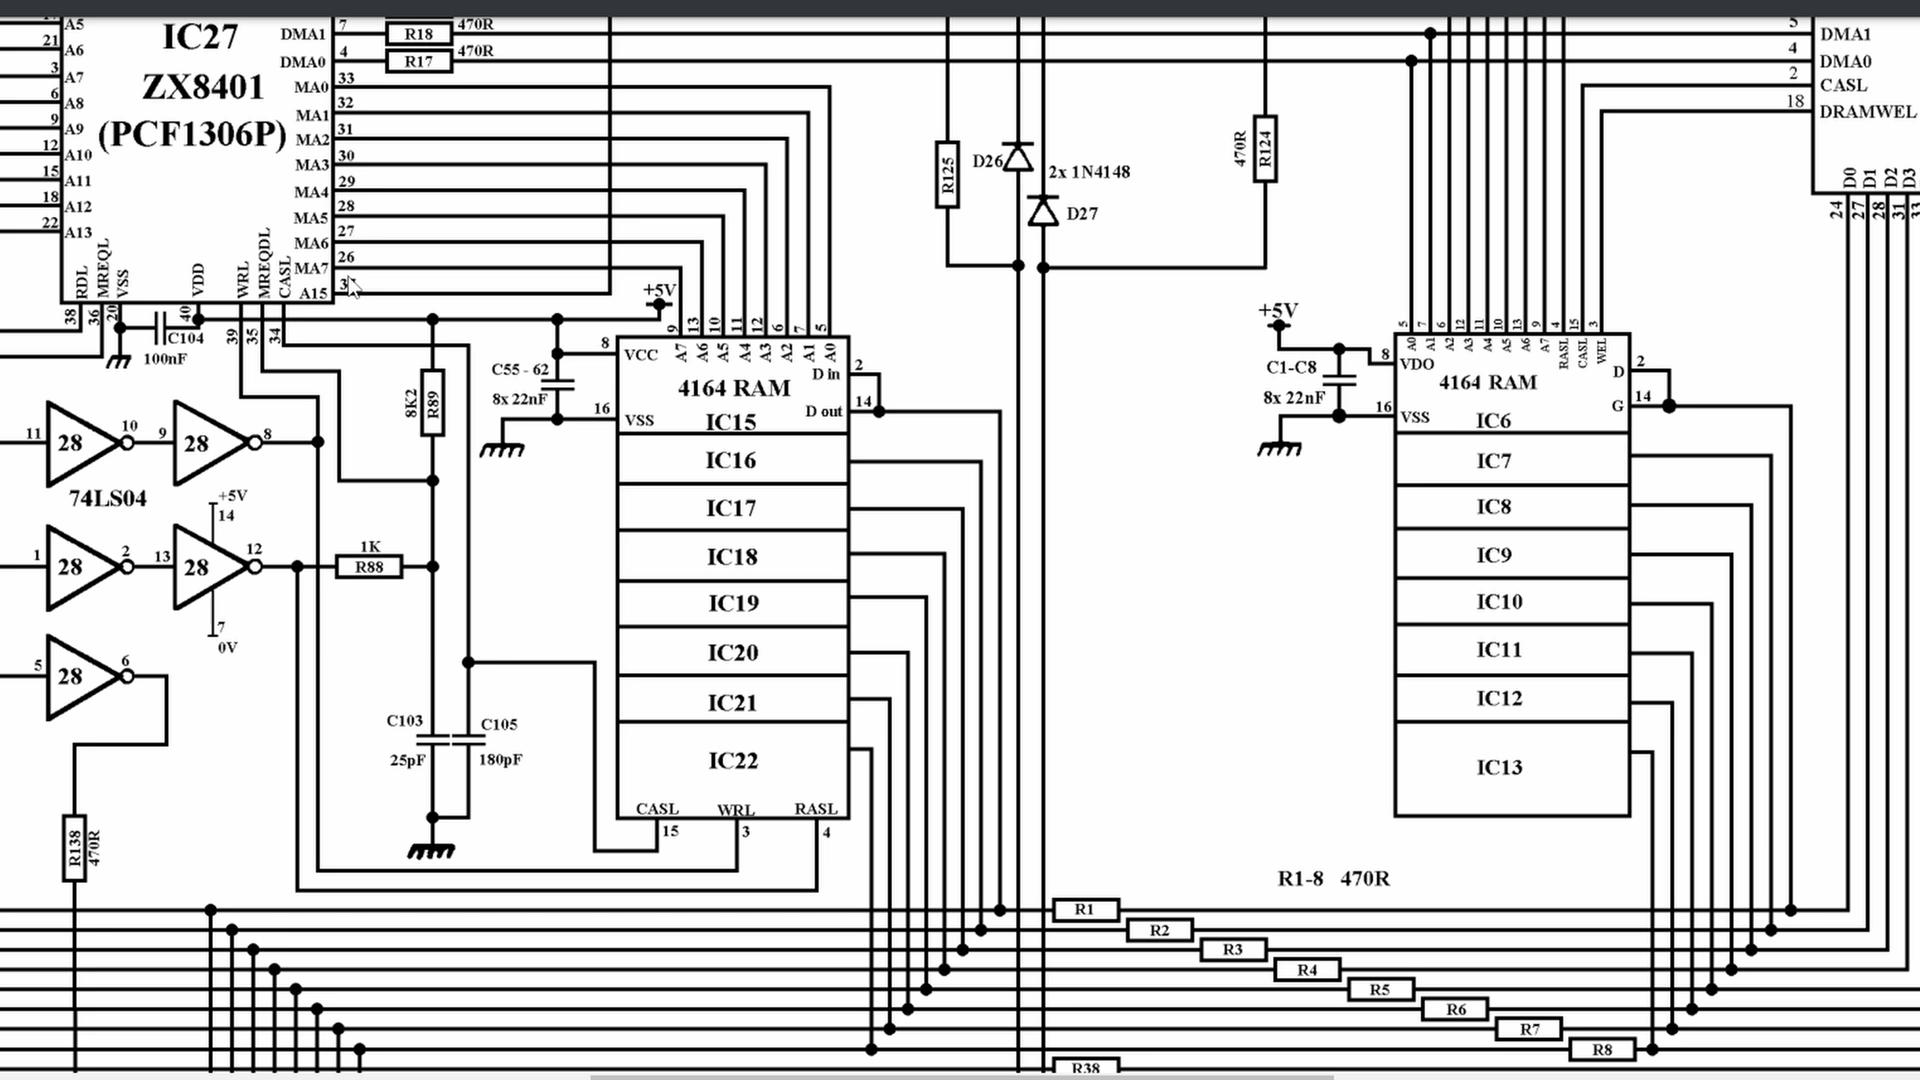 A5
21
A6
3
A7
6
A8
9
A9
12
A10
15
A11
18
A12
22
A13
IC27
ZX8401
(PCF1306P)
DMA1 7 R18 470R
DMA0 4 R17 470R
MA0 33
MA1 32
MA2 31
MA3 30
MA4 29
MA5 28
MA6 27
MA7 26
A15 3
RDL MREQL VSS VDD WRL MREQDL CASL
38 36 20 40 39 35 34
C104
100nF
11 28 10 9 28 8
74LS04
+5V
14
1 28 2 13 28 12
7
0V
5 28 6
R138 470R
8K2 R89
1K
R88
C103
25pF
C105
180pF
+5V
C55 - 62
8x 22nF
8 VCC
16 VSS
9 13 10 11 12 6 7 5
A7 A6 A5 A4 A3 A2 A1 A0
4164 RAM
D in 2
D out 14
IC15
IC16
IC17
IC18
IC19
IC20
IC21
IC22
CASL WRL RASL
15 3 4
R125
D26
2x 1N4148
D27
470R R124
+5V
C1-C8
8x 22nF
8 VDO
16 VSS
5 7 6 12 11 10 13 9 4 15 3
A0 A1 A2 A3 A4 A5 A6 A7 RASL CASL WEL
4164 RAM
D 2
G 14
IC6
IC7
IC8
IC9
IC10
IC11
IC12
IC13
5 DMA1
4 DMA0
2 CASL
18 DRAMWEL
D0 D1 D2 D3
24 27 28 31 33
R1-8 470R
R1
R2
R3
R4
R5
R6
R7
R8
R38